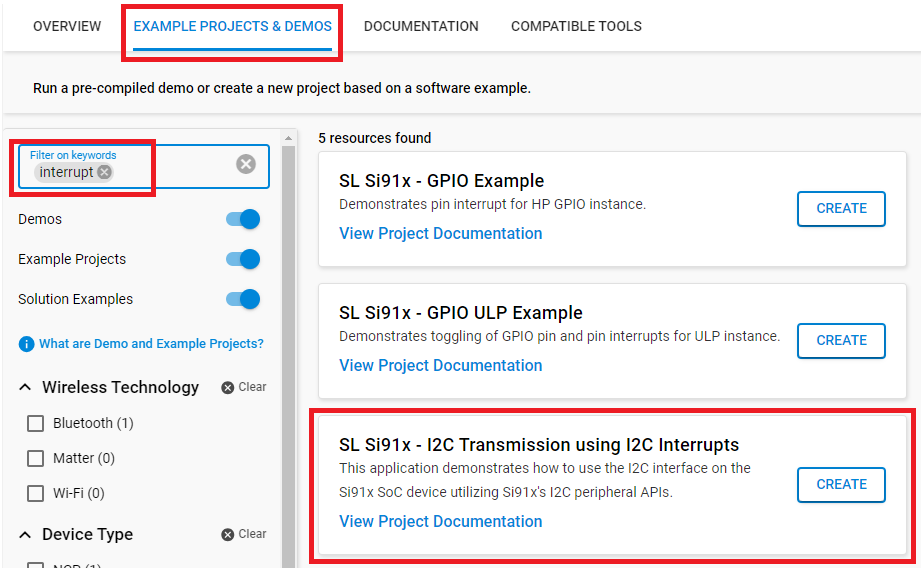 OVERVIEW
EXAMPLE PROJECTS & DEMOS
DOCUMENTATION
COMPATIBLE TOOLS
Run a pre-compiled demo or create a new project based on a software example.
Filter on keywords
interrupt
Demos
Example Projects
Solution Examples
What are Demo and Example Projects?
Wireless Technology
Clear
Bluetooth (1)
Matter (0)
Wi-Fi (0)
Device Type
Clear
NCP (1)
5 resources found
SL Si91x - GPIO Example
Demonstrates pin interrupt for HP GPIO instance.
View Project Documentation
CREATE
SL Si91x - GPIO ULP Example
Demonstrates toggling of GPIO pin and pin interrupts for ULP instance.
View Project Documentation
CREATE
SL Si91x - I2C Transmission using I2C Interrupts
This application demonstrates how to use the I2C interface on the
Si91x SoC device utilizing Si91x's I2C peripheral APIs.
View Project Documentation
CREATE